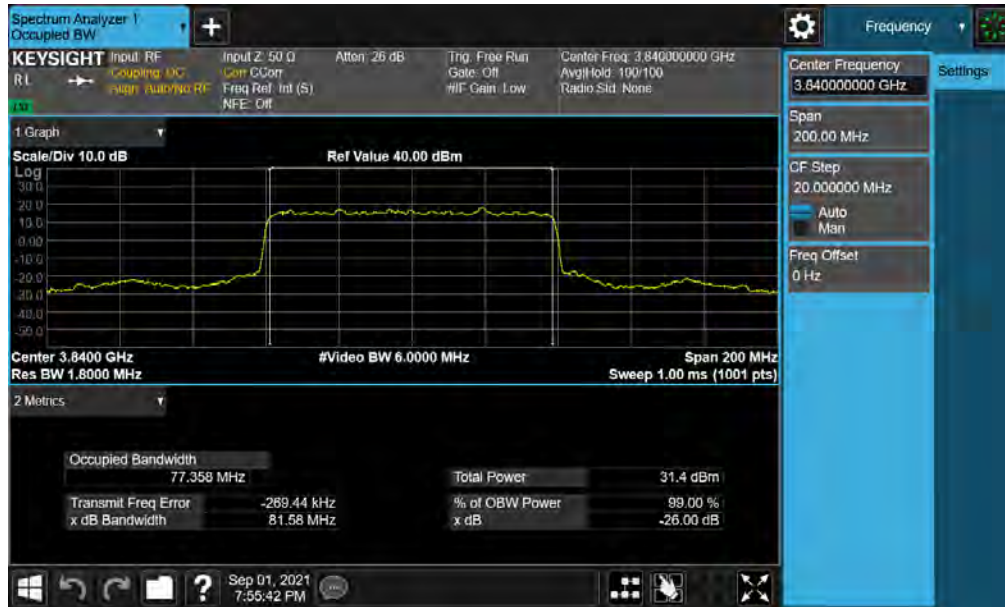 Spectrum Analyzer 1
Occupied BW
Frequency
KEYSIGHT
Input: RF
Input Z: 50 Ω
Atten: 26 dB
Trig: Free Run
Center Freq: 3.840000000 GHz
R L
Coupling: DC
Corr CCorr
Gate: Off
Avg|Hold: 100/100
Align: Auto/No RF
Freq Ref: Int (S)
#IF Gain: Low
Radio Std: None
NFE: Off
Center Frequency
3.840000000 GHz
Settings
Span
200.00 MHz
CF Step
20.000000 MHz
Auto
Man
Freq Offset
0 Hz
1 Graph
Scale/Div 10.0 dB
Ref Value 40.00 dBm
Log
30.0
20.0
10.0
0.00
-10.0
-20.0
-30.0
-40.0
-50.0
Center 3.8400 GHz
#Video BW 6.0000 MHz
Span 200 MHz
Res BW 1.8000 MHz
Sweep 1.00 ms (1001 pts)
2 Metrics
Occupied Bandwidth
77.358 MHz
Total Power
31.4 dBm
Transmit Freq Error
-269.44 kHz
% of OBW Power
99.00 %
x dB Bandwidth
81.58 MHz
x dB
-26.00 dB
?
Sep 01, 2021
7:55:42 PM